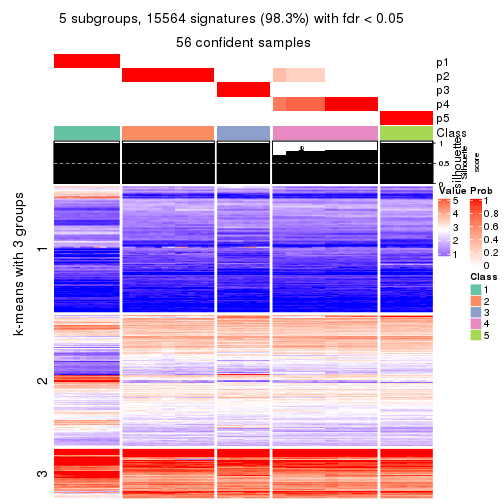 5 subgroups, 15564 signatures (98.3%) with fdr < 0.05
56 confident samples
p1
p2
p3
p4
p5
Class
1
0.5
0
silhouette
Silhouette
score
k-means with 3 groups
1
2
3
Value
5
4
3
2
1
Prob
1
0.8
0.6
0.4
0.2
0
Class
1
2
3
4
5